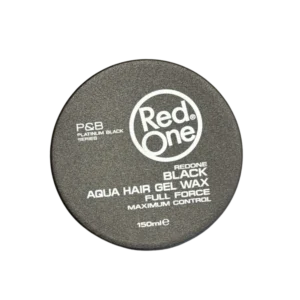 P&B
PLATINUM BLACK
SERIES
Red
One
REDONE
BLACK
AQUA HAIR GEL WAX
FULL FORCE
MAXIMUM CONTROL
150ml e